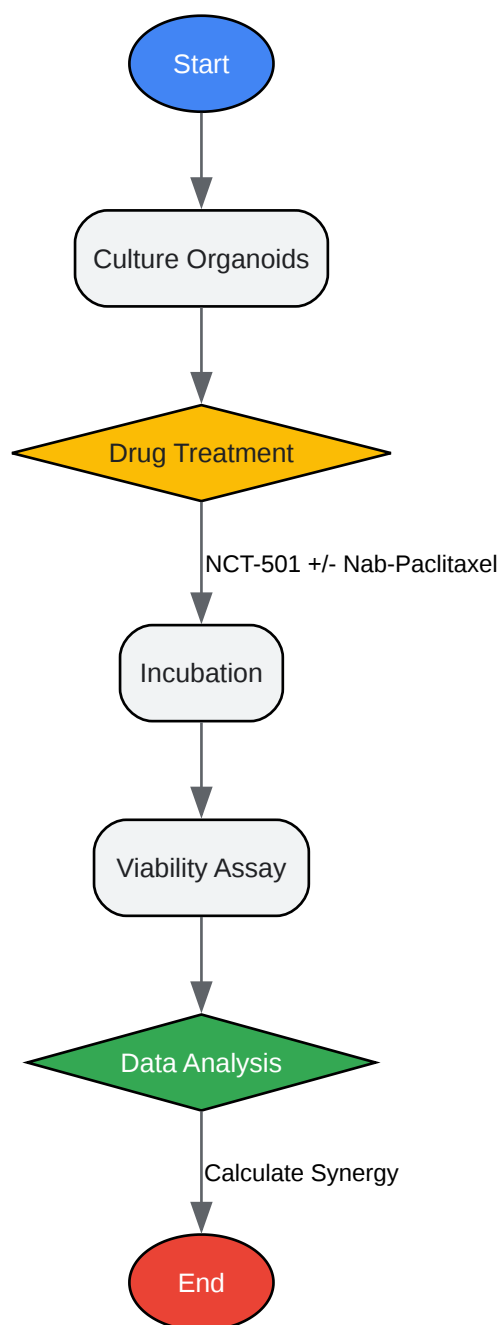 Start
Culture Organoids
Drug Treatment
NCT-501 +/- Nab-Paclitaxel
Incubation
Viability Assay
Data Analysis
Calculate Synergy
End